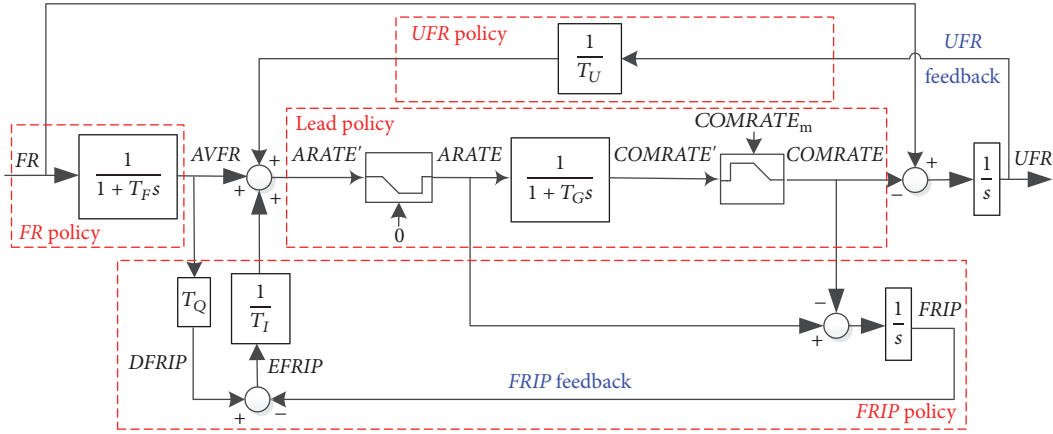 UFR policy
1
T_U
UFR
feedback
Lead policy
COMRATE_m
FR
1
1 + T_F s
AVFR
+
+
+
ARATE'
ARATE
1
1 + T_G s
COMRATE'
COMRATE
+
−
1
s
UFR
FR policy
0
T_Q
1
T_I
−
+
1
s
FRIP
DFRIP
EFRIP
FRIP feedback
+
−
FRIP policy